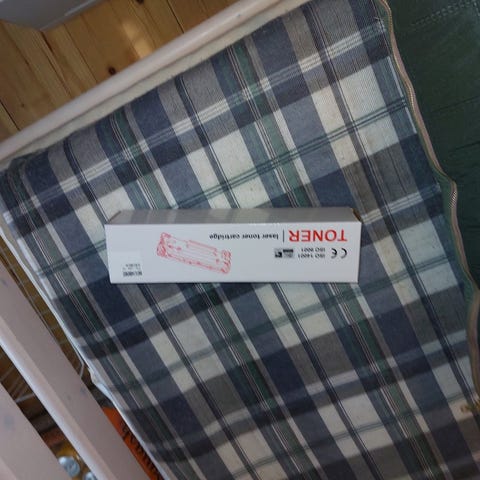 TONER | laser toner cartridge
CE ISO 14001
ISO 9001